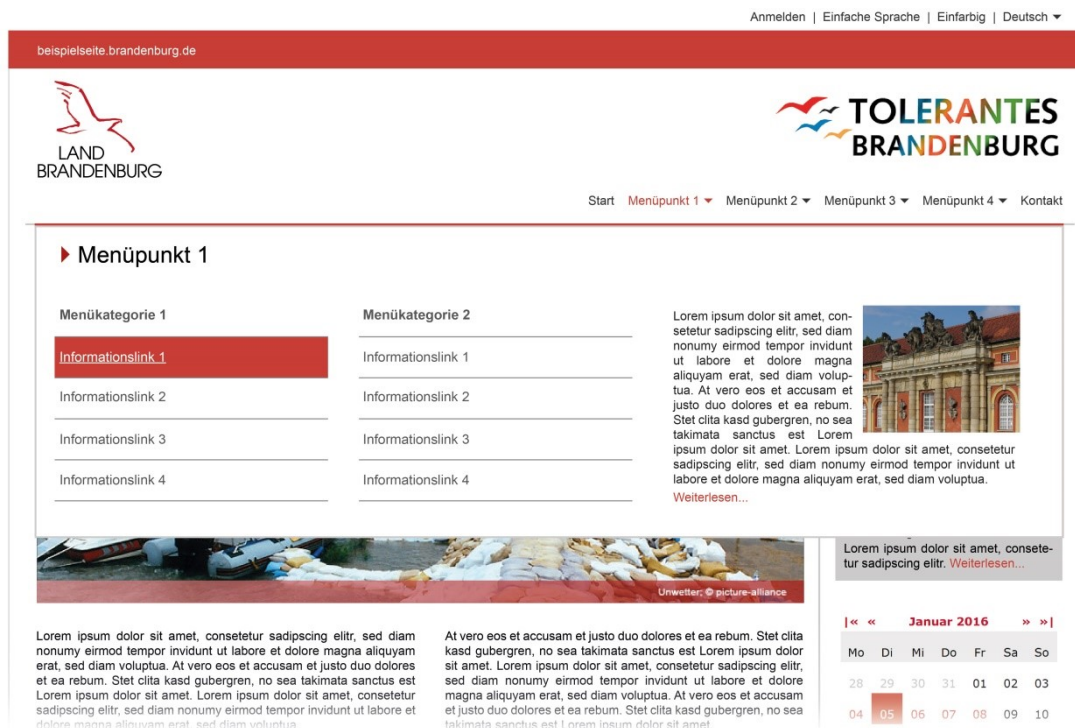 Anmelden | Einfache Sprache | Einfarbig | Deutsch
beispielseite.brandenburg.de
LAND
BRANDENBURG
TOLERANTES
BRANDENBURG
Start Menüpunkt 1 Menüpunkt 2 Menüpunkt 3 Menüpunkt 4 Kontakt
Menüpunkt 1
Menükategorie 1
Informationslink 1
Informationslink 2
Informationslink 3
Informationslink 4
Menükategorie 2
Informationslink 1
Informationslink 2
Informationslink 3
Informationslink 4
Lorem ipsum dolor sit amet, con-
setetur sadipscing elitr, sed diam
nonumy eirmod tempor invidunt
ut labore et dolore magna
aliquyam erat, sed diam volup-
tua. At vero eos et accusam et
justo duo dolores et ea rebum.
Stet clita kasd gubergren, no sea
takimata sanctus est Lorem
ipsum dolor sit amet. Lorem ipsum dolor sit amet, consetetur
sadipscing elitr, sed diam nonumy eirmod tempor invidunt ut
labore et dolore magna aliquyam erat, sed diam voluptua.
Weiterlesen...
Unwetter; © picture-alliance
Lorem ipsum dolor sit amet, consete-
tur sadipscing elitr. Weiterlesen...
Lorem ipsum dolor sit amet, consetetur sadipscing elitr, sed diam
nonumy eirmod tempor invidunt ut labore et dolore magna aliquyam
erat, sed diam voluptua. At vero eos et accusam et justo duo dolores
et ea rebum. Stet clita kasd gubergren, no sea takimata sanctus est
Lorem ipsum dolor sit amet. Lorem ipsum dolor sit amet, consetetur
sadipscing elitr, sed diam nonumy eirmod tempor invidunt ut labore et
dolore magna aliquyam erat, sed diam voluptua.
At vero eos et accusam et justo duo dolores et ea rebum. Stet clita
kasd gubergren, no sea takimata sanctus est Lorem ipsum dolor
sit amet. Lorem ipsum dolor sit amet, consetetur sadipscing elitr,
sed diam nonumy eirmod tempor invidunt ut labore et dolore
magna aliquyam erat, sed diam voluptua. At vero eos et accusam
et justo duo dolores et ea rebum. Stet clita kasd gubergren, no sea
takimata sanctus est Lorem ipsum dolor sit amet.
|« « Januar 2016 » »|
Mo Di Mi Do Fr Sa So
28 29 30 31 01 02 03
04 05 06 07 08 09 10